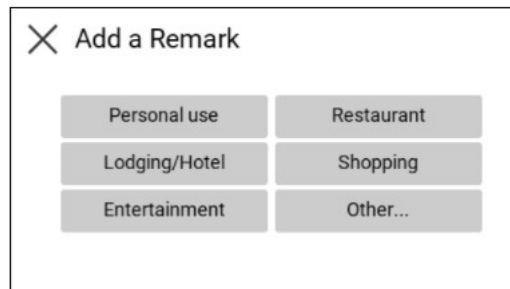 Add a Remark
Personal use
Restaurant
Lodging/Hotel
Shopping
Entertainment
Other...